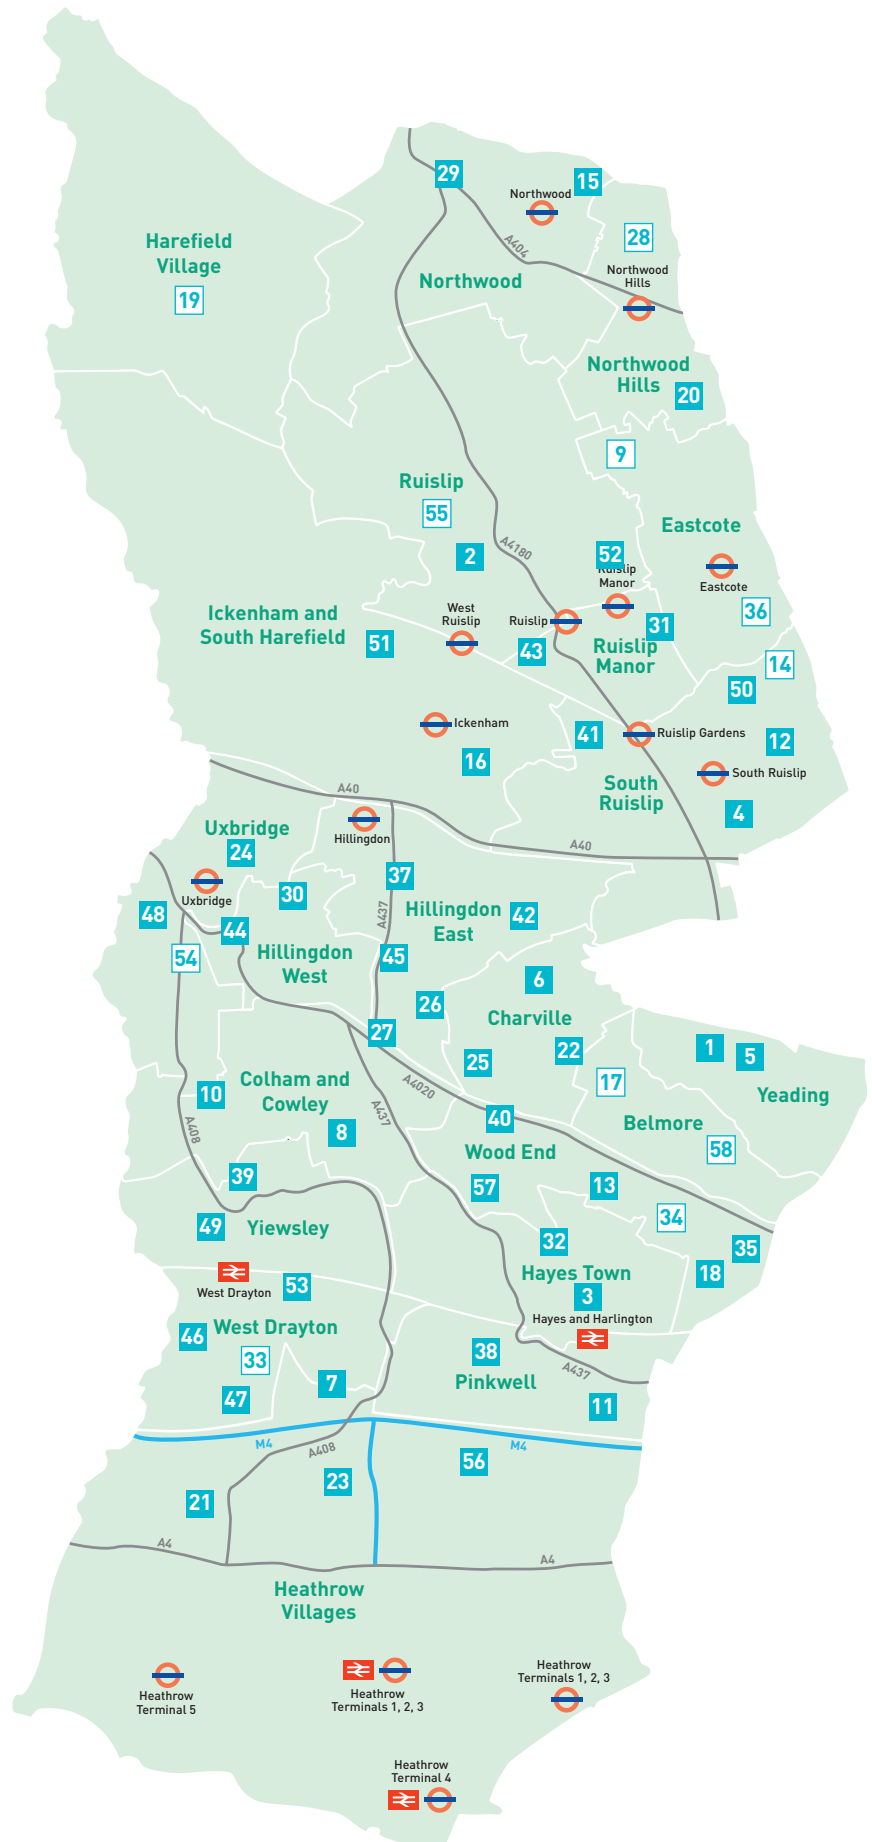 29
15
Northwood
28
A404
Harefield
Village
19
Northwood
Hills
Northwood
Northwood
Hills
20
9
Ruislip
55
Eastcote
A4180
2
52
Ruislip
Manor
Eastcote
36
Ickenham and
South Harefield
West
Ruislip
Ruislip
51
43
31
Ruislip
Manor
14
50
Ickenham
41
Ruislip Gardens
12
16
South Ruislip
South
Ruislip
4
A40
Hillingdon
A40
Uxbridge
24
Uxbridge
30
37
48
A437
Hillingdon
East
42
44
54
Hillingdon
West
45
6
26
Charville
27
25
22
1
5
17
Yeading
10
Colham and
Cowley
A4020
A437
40
Belmore
A408
8
Wood End
58
39
57
13
49
Yiewsley
34
32
35
West Drayton
53
Hayes Town
18
3
Hayes and Harlington
46
West Drayton
33
38
47
7
Pinkwell
A437
11
M4
A408
M4
56
23
21
A4
A4
Heathrow
Villages
Heathrow
Terminal 5
Heathrow
Terminals 1, 2, 3
Heathrow
Terminals 1, 2, 3
Heathrow
Terminal 4